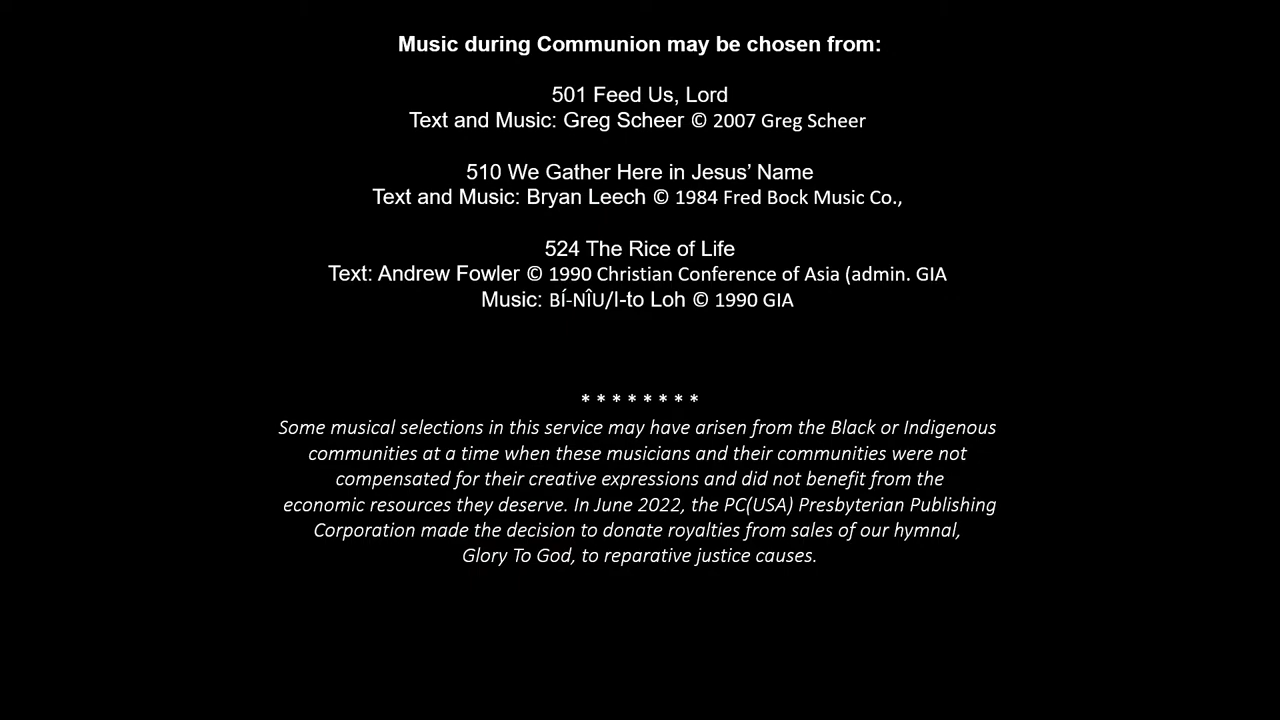 Music during Communion may be chosen from:
501 Feed Us, Lord
Text and Music: Greg Scheer © 2007 Greg Scheer
510 We Gather Here in Jesus’ Name
Text and Music: Bryan Leech © 1984 Fred Bock Music Co.,
524 The Rice of Life
Text: Andrew Fowler © 1990 Christian Conference of Asia (admin. GIA
Music: BÍ-NÎU/I-to Loh © 1990 GIA
* * * * * * * *
Some musical selections in this service may have arisen from the Black or Indigenous
communities at a time when these musicians and their communities were not
compensated for their creative expressions and did not benefit from the
economic resources they deserve. In June 2022, the PC(USA) Presbyterian Publishing
Corporation made the decision to donate royalties from sales of our hymnal,
Glory To God, to reparative justice causes.